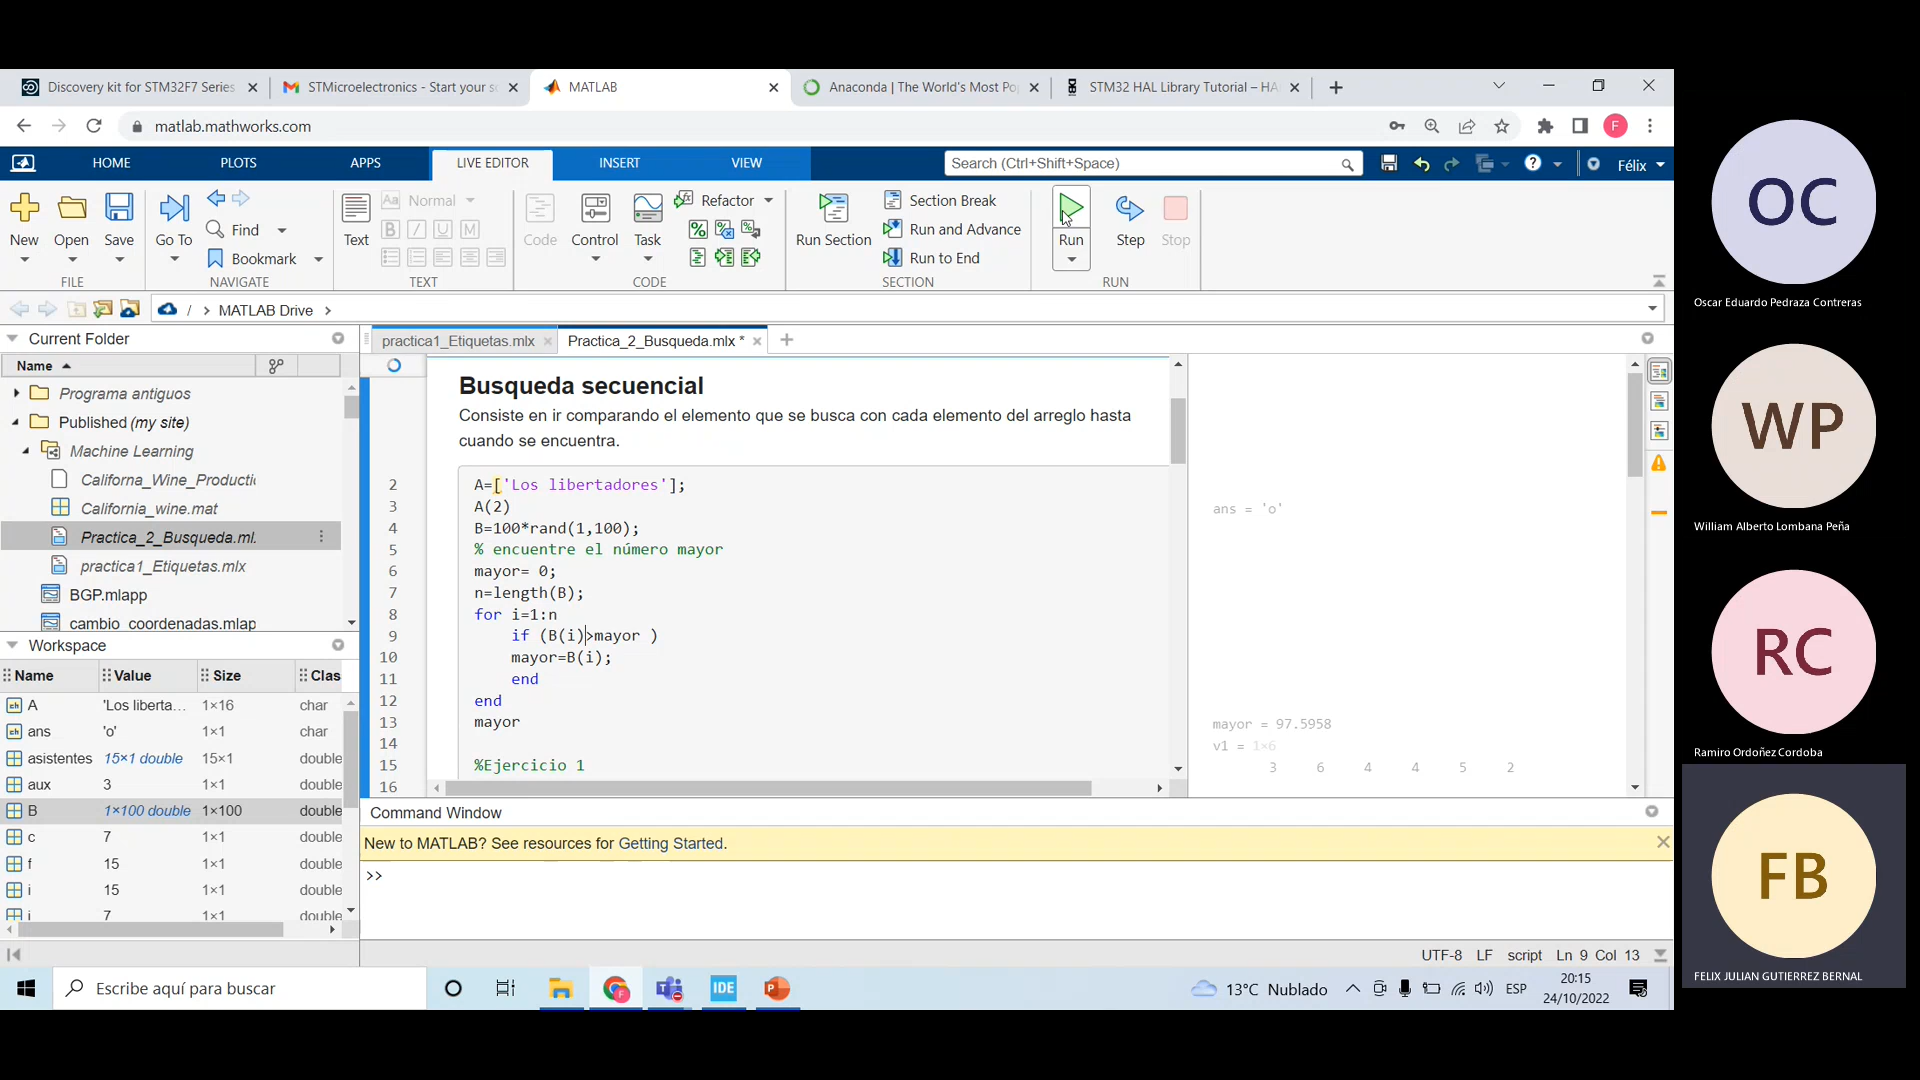 Discovery kit for STM32F7 Series
STMicroelectronics - Start your s
MATLAB
Anaconda | The World's Most Po
STM32 HAL Library Tutorial – HA
matlab.mathworks.com
F
HOME
PLOTS
APPS
LIVE EDITOR
INSERT
VIEW
Search (Ctrl+Shift+Space)
Félix
New
Open
Save
FILE
Go To
Find
Bookmark
NAVIGATE
Text
Aa Normal
B I U M
TEXT
Code
Control
Task
Refactor
CODE
Run Section
Section Break
Run and Advance
Run to End
SECTION
Run
Step
Stop
RUN
/ > MATLAB Drive >
Current Folder
Name
Programa antiguos
Published (my site)
Machine Learning
Californa_Wine_Producti
California_wine.mat
Practica_2_Busqueda.ml.
practica1_Etiquetas.mlx
BGP.mlapp
cambio_coordenadas.mlap
Workspace
Name Value Size Clas
A 'Los liberta... 1×16 char
ans 'o' 1×1 char
asistentes 15×1 double 15×1 double
aux 3 1×1 double
B 1×100 double 1×100 double
c 7 1×1 double
f 15 1×1 double
i 15 1×1 double
j 7 1×1 double
practica1_Etiquetas.mlx
Practica_2_Busqueda.mlx *
Busqueda secuencial
Consiste en ir comparando el elemento que se busca con cada elemento del arreglo hasta
cuando se encuentra.
2 A=['Los libertadores'];
3 A(2)
4 B=100*rand(1,100);
5 % encuentre el número mayor
6 mayor= 0;
7 n=length(B);
8 for i=1:n
9 if (B(i)>mayor )
10 mayor=B(i);
11 end
12 end
13 mayor
14
15 %Ejercicio 1
16
ans = 'o'
mayor = 97.5958
v1 = 1×6
3 6 4 4 5 2
Command Window
New to MATLAB? See resources for Getting Started.
>>
UTF-8 LF script Ln 9 Col 13
Escribe aquí para buscar
IDE
13°C Nublado
ESP
20:15
24/10/2022
OC
Oscar Eduardo Pedraza Contreras
WP
William Alberto Lombana Peña
RC
Ramiro Ordoñez Cordoba
FB
FELIX JULIAN GUTIERREZ BERNAL